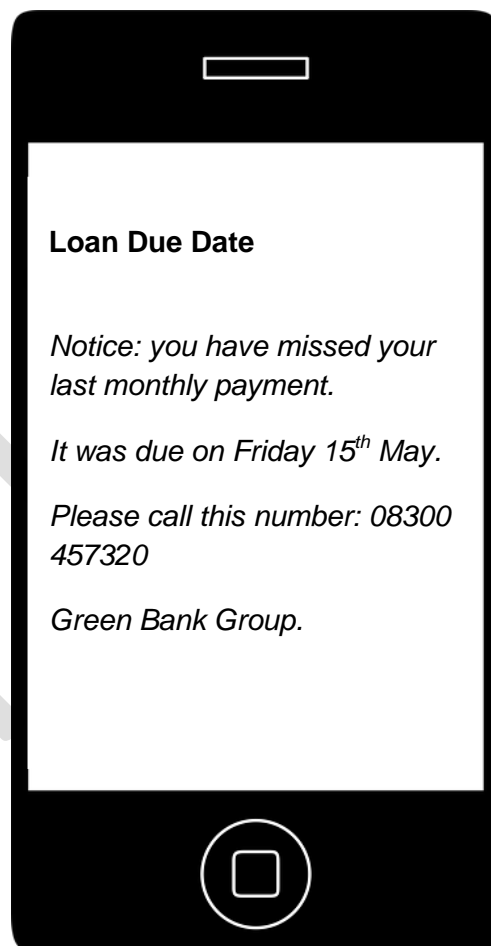 Loan Due Date
Notice: you have missed your
last monthly payment.
It was due on Friday 15th May.
Please call this number: 08300
457320
Green Bank Group.